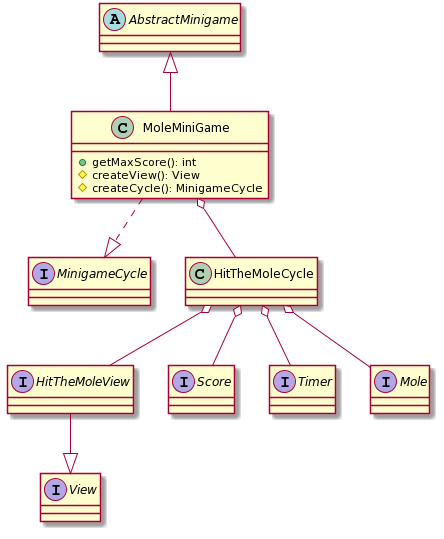 A AbstractMinigame
C MoleMiniGame
getMaxScore(): int
createView(): View
createCycle(): MinigameCycle
I MinigameCycle
C HitTheMoleCycle
I HitTheMoleView
I Score
I Timer
I Mole
I View